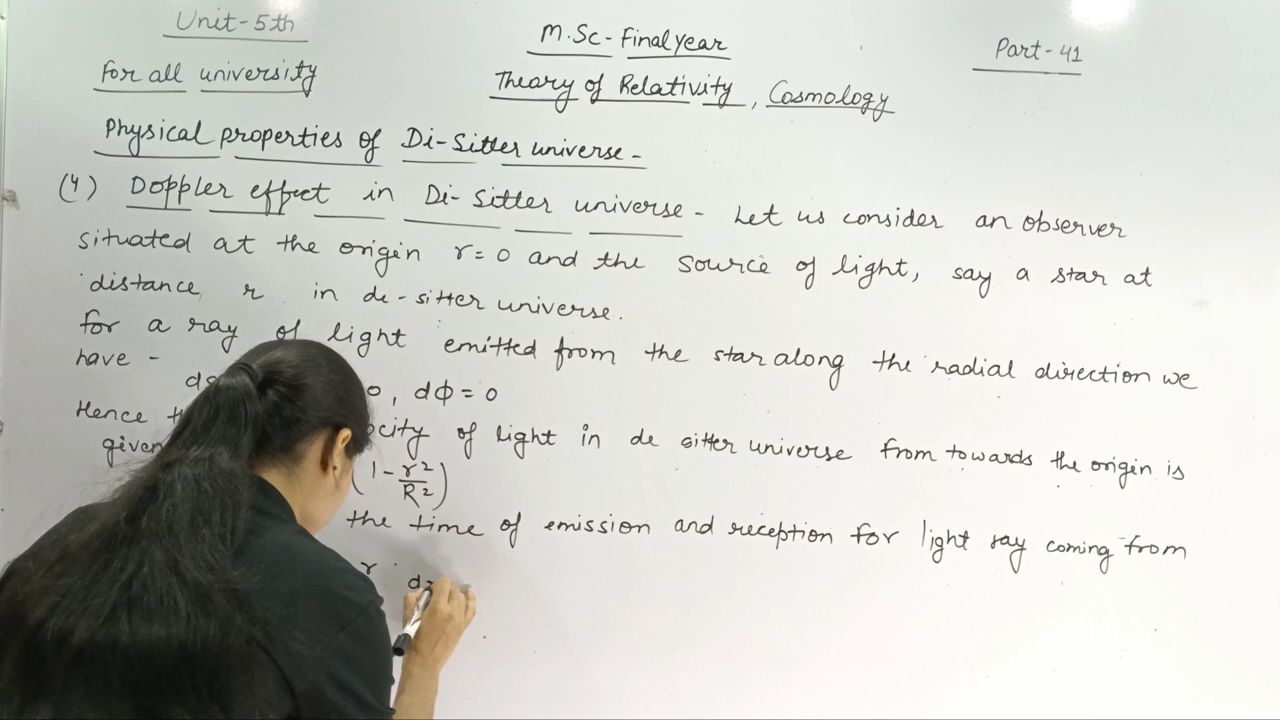 Unit-5th
M.Sc-Final year
Part-41
For all university
Theory of Relativity, Cosmology
Physical properties of Di-Sitter universe-
(4) Doppler effect in Di-Sitter universe- Let us consider an observer
situated at the origin r=0 and the source of light, say a star at
distance r in de-sitter universe.
for a ray of light emitted from the star along the radial direction we
have -
0, dϕ=0
Hence of light in de sitter universe from towards the origin is
given
(1-r²/R²)
the time of emission and reception for light ray coming from
r